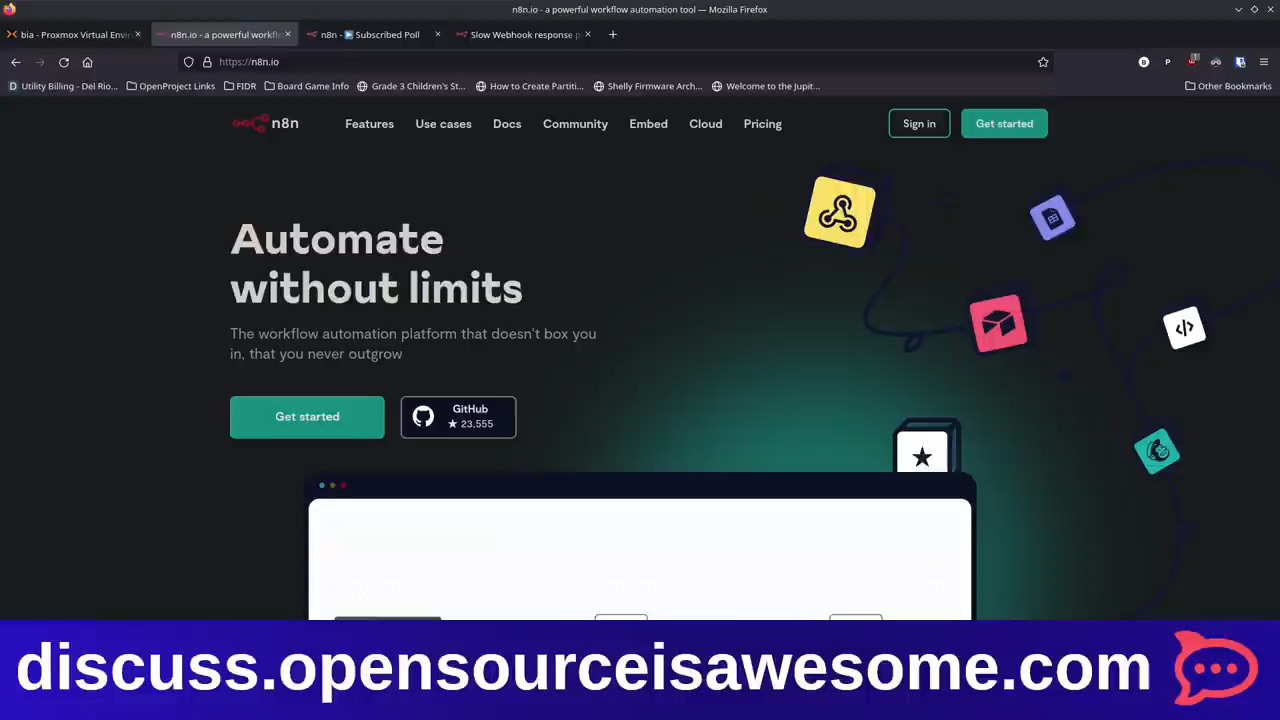 n8n.io - a powerful workflow automation tool — Mozilla Firefox
bia - Proxmox Virtual Envi
n8n.io - a powerful workfl
n8n - ▶ Subscribed Poll
Slow Webhook response p
https://n8n.io
Utility Billing - Del Rio...
OpenProject Links
FIDR
Board Game Info
Grade 3 Children's St...
How to Create Partiti...
Shelly Firmware Arch...
Welcome to the Jupit...
Other Bookmarks
n8n
Features
Use cases
Docs
Community
Embed
Cloud
Pricing
Sign in
Get started
Automate
without limits
The workflow automation platform that doesn't box you
in, that you never outgrow
Get started
GitHub
★ 23,555
discuss.opensourceisawesome.com